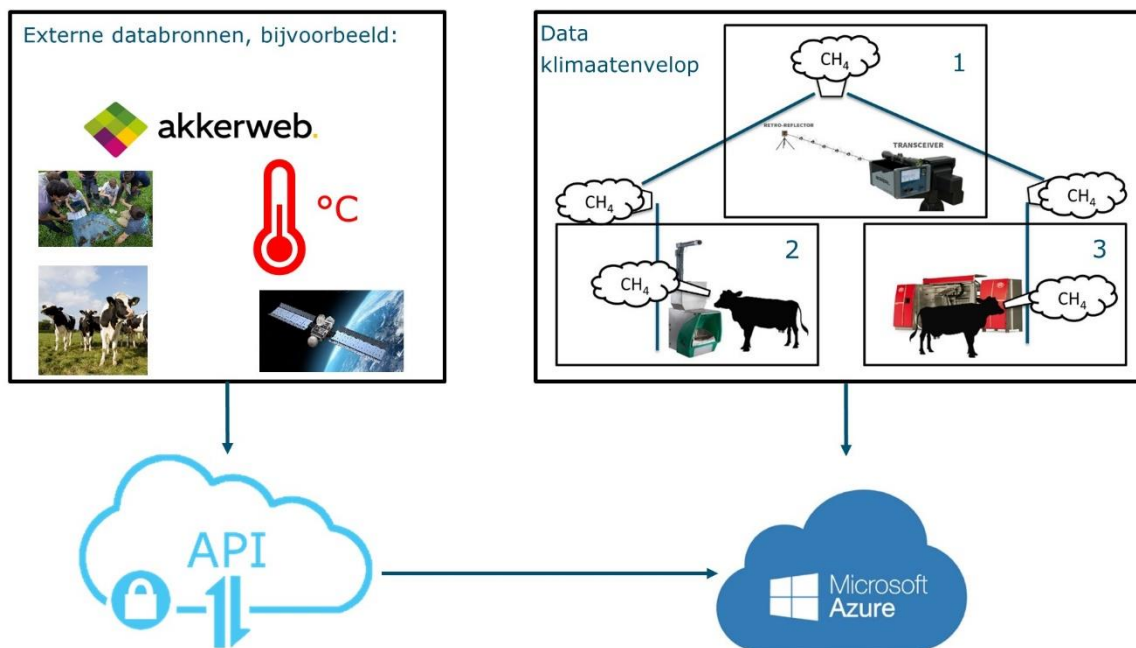 Externe databronnen, bijvoorbeeld:
akkerweb.
°C
Data
klimaatenvelop
CH₄
1
RETRO-REFLECTOR
TRANSCEIVER
CH₄
CH₄
2
CH₄
3
CH₄
API
Microsoft
Azure